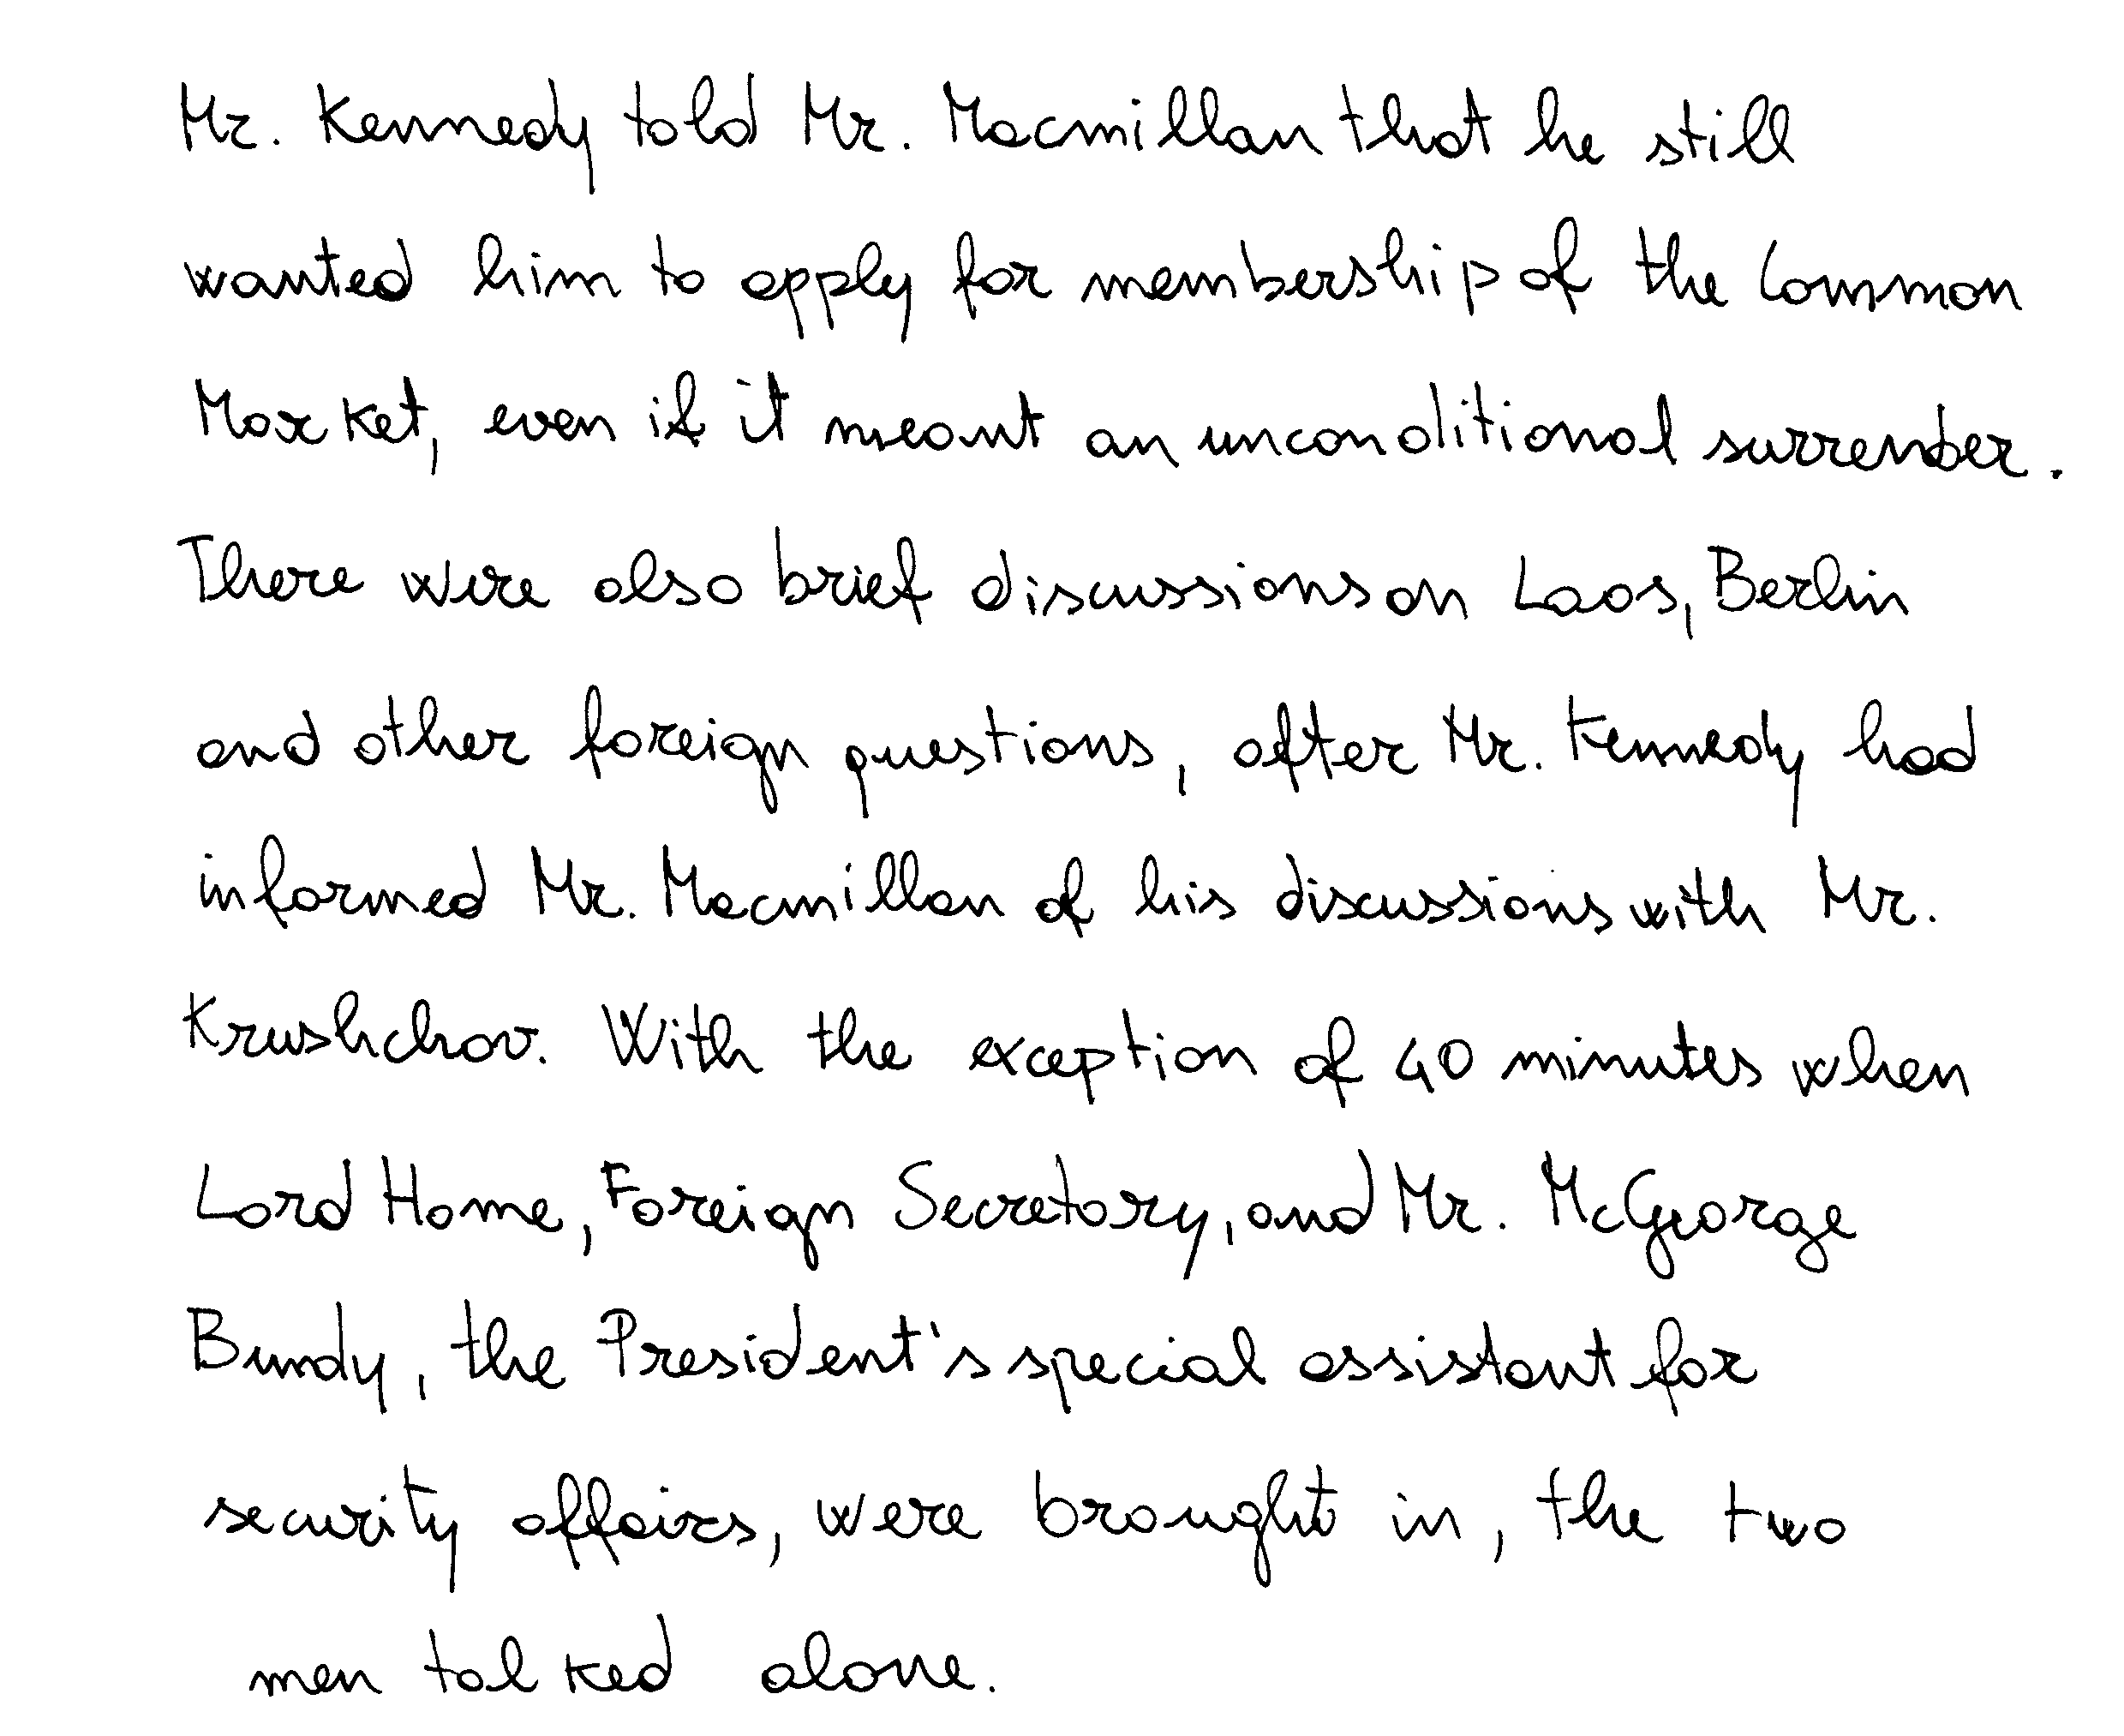 Mr. Kennedy told Mr. Macmillan that he still
wanted him to apply for membership of the Common
Market, even if it meant an unconditional surrender.
There were also brief discussions on Laos, Berlin
and other foreign questions, after Mr. Kennedy had
informed Mr. Macmillan of his discussions with Mr.
Krushchov. With the exception of 40 minutes when
Lord Home, Foreign Secretary, and Mr. McGeorge
Bundy, the President's special assistant for
security affairs, were brought in, the two
men talked alone.